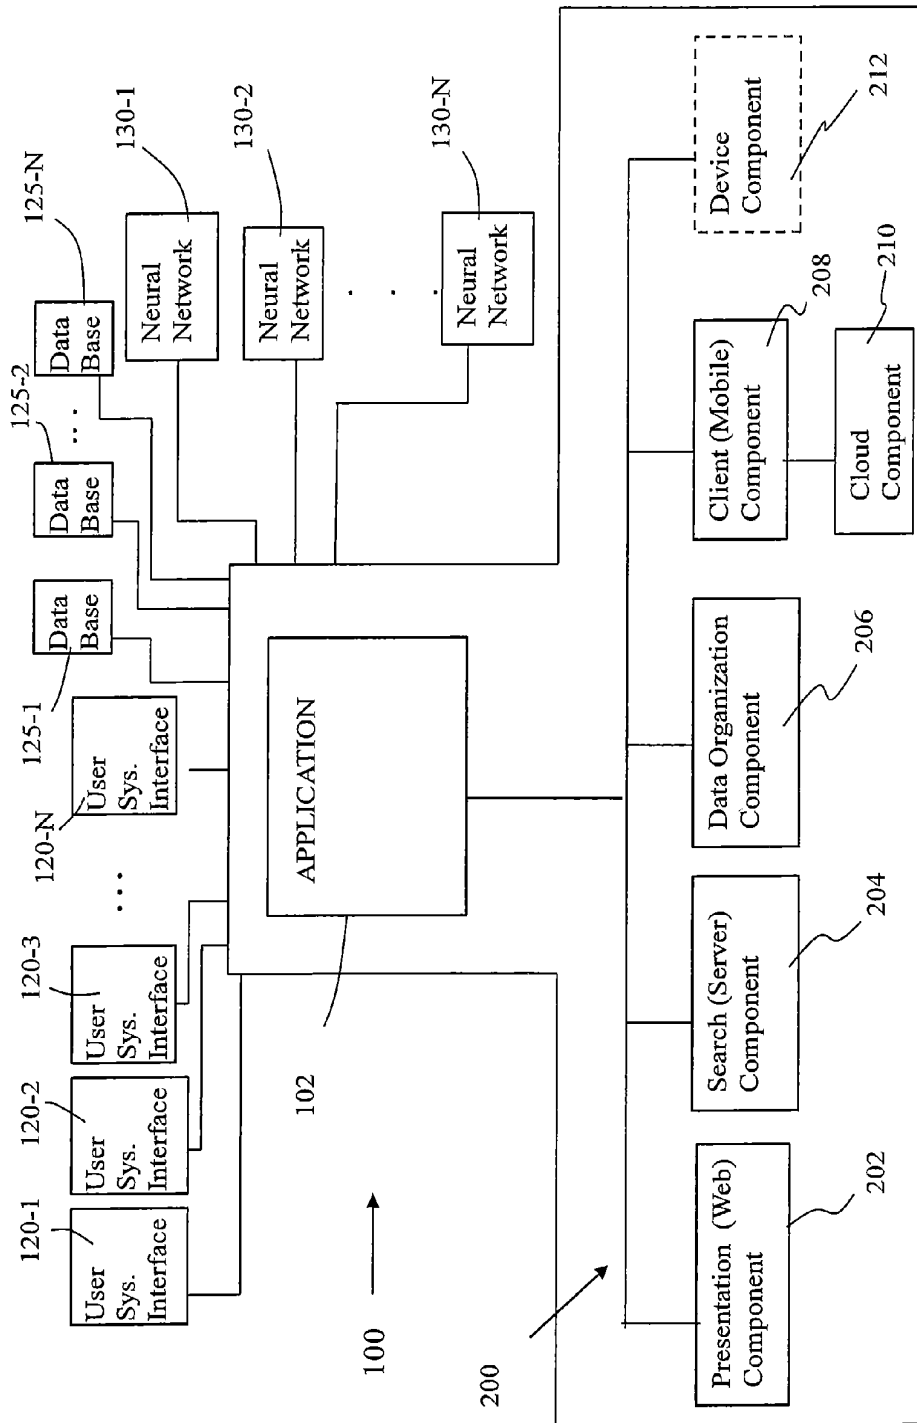 120-1
120-2
120-3
120-N
125-1
125-2
125-N
User
Sys.
Interface
User
Sys.
Interface
User
Sys.
Interface
. . .
User
Sys.
Interface
Data
Base
Data
Base
. . .
Data
Base
Neural
Network
130-1
Neural
Network
130-2
. . .
Neural
Network
130-N
APPLICATION
102
100
200
Presentation (Web)
Component
202
Search (Server)
Component
204
Data Organization
Component
206
Client (Mobile)
Component
208
Cloud
Component
210
Device
Component
212